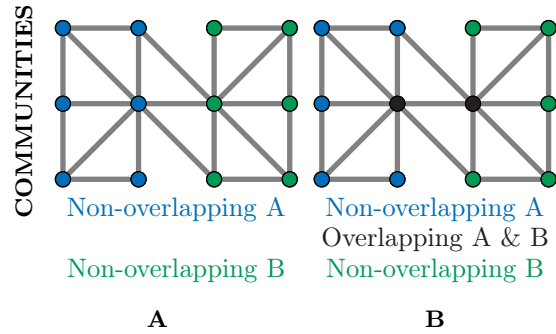 COMMUNITIES
Non-overlapping A
Non-overlapping B
A
Non-overlapping A
Overlapping A & B
Non-overlapping B
B